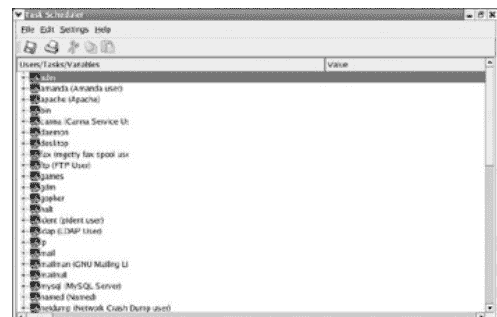 Task Scheduler
File Edit Settings Help
Users/Tasks/Variables Value
adm
amanda (Amanda user)
apache (Apache)
bin
canna (Canna Service Us
daemon
desktop
fax (mgetty fax spool use
ftp (FTP User)
games
gdm
gopher
halt
ident (pident user)
ldap (LDAP User)
lp
mail
mailman (GNU Mailing Li
mailnull
mysql (MySQL Server)
named (Named)
netdump (Network Crash Dump user)